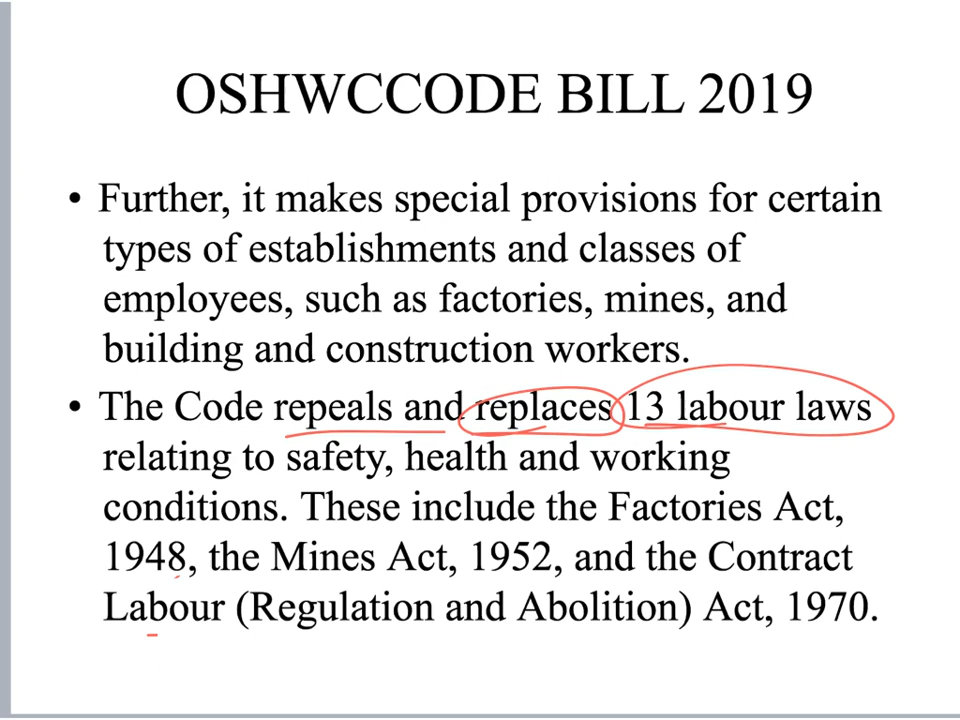 OSHWCCODE BILL 2019
• Further, it makes special provisions for certain
types of establishments and classes of
employees, such as factories, mines, and
building and construction workers.
• The Code repeals and replaces 13 labour laws
relating to safety, health and working
conditions. These include the Factories Act,
1948, the Mines Act, 1952, and the Contract
Labour (Regulation and Abolition) Act, 1970.